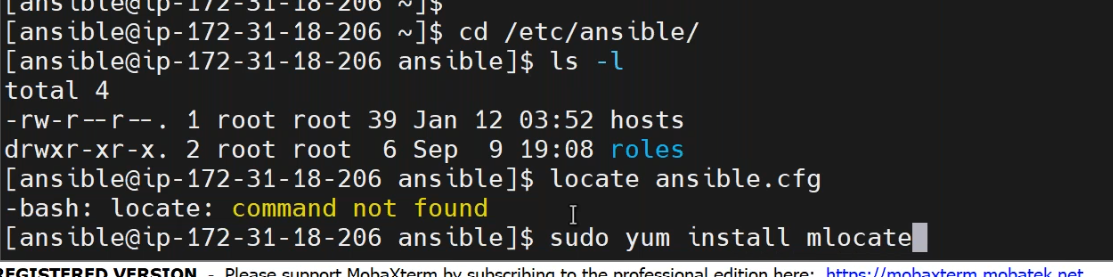 [ansible@ip-172-31-18-206 ~]$
[ansible@ip-172-31-18-206 ~]$ cd /etc/ansible/
[ansible@ip-172-31-18-206 ansible]$ ls -l
total 4
-rw-r--r--. 1 root root 39 Jan 12 03:52 hosts
drwxr-xr-x. 2 root root  6 Sep  9 19:08 roles
[ansible@ip-172-31-18-206 ansible]$ locate ansible.cfg
-bash: locate: command not found
[ansible@ip-172-31-18-206 ansible]$ sudo yum install mlocate
REGISTERED VERSION - Please support MobaXterm by subscribing to the professional edition here: https://mobaxterm.mobatek.net